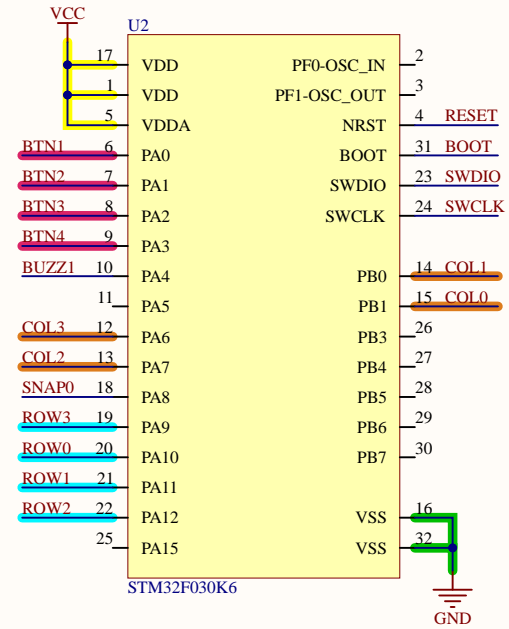 VCC
U2
17 VDD PF0-OSC_IN 2
1 VDD PF1-OSC_OUT 3
5 VDDA NRST 4 RESET
BTN1 6 PA0 BOOT 31 BOOT
BTN2 7 PA1 SWDIO 23 SWDIO
BTN3 8 PA2 SWCLK 24 SWCLK
BTN4 9 PA3
BUZZ1 10 PA4 PB0 14 COL1
11 PA5 PB1 15 COL0
COL3 12 PA6 PB3 26
COL2 13 PA7 PB4 27
SNAP0 18 PA8 PB5 28
ROW3 19 PA9 PB6 29
ROW0 20 PA10 PB7 30
ROW1 21 PA11
ROW2 22 PA12 VSS 16
25 PA15 VSS 32
STM32F030K6
GND